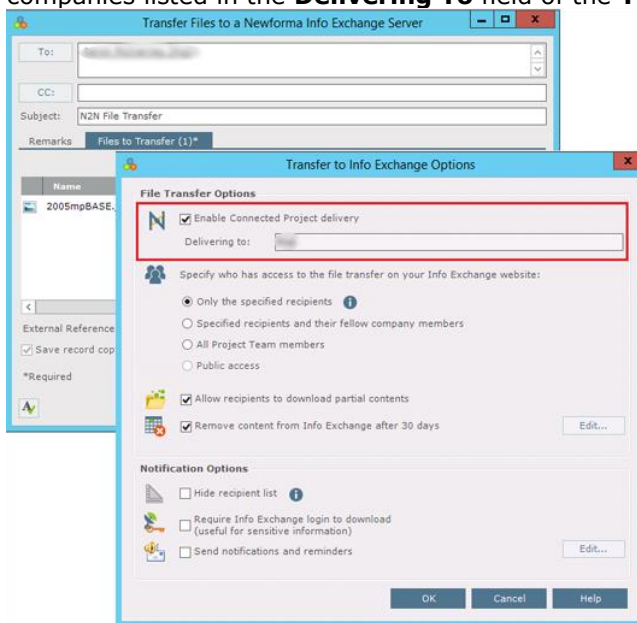 companies listed in the Delivering To field of the
Transfer Files to a Newforma Info Exchange Server
To:
CC:
Subject: N2N File Transfer
Remarks Files to Transfer (1)*
Transfer to Info Exchange Options
Name
2005mpBASE.
External Reference
Save record cop
*Required
File Transfer Options
Enable Connected Project delivery
Delivering to:
Specify who has access to the file transfer on your Info Exchange website:
Only the specified recipients
Specified recipients and their fellow company members
All Project Team members
Public access
Allow recipients to download partial contents
Remove content from Info Exchange after 30 days Edit...
Notification Options
Hide recipient list
Require Info Exchange login to download
(useful for sensitive information)
Send notifications and reminders Edit...
OK Cancel Help